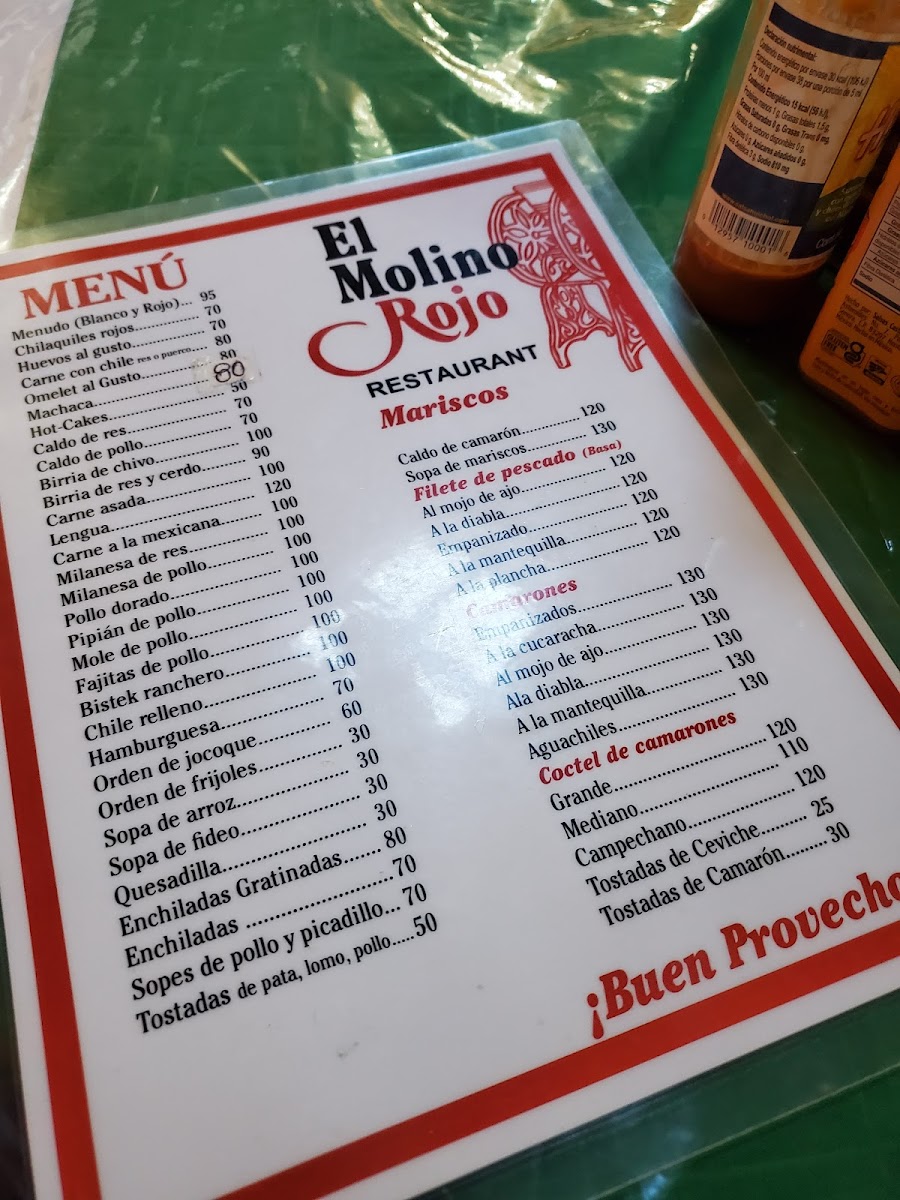 MENÚ
Menudo (Blanco y Rojo)... 95
Chilaquiles rojos............... 70
Huevos al gusto................ 70
Carne con chile res o puerco.... 80
Omelet al Gusto............... 80
Machaca......................... 80
Hot-Cakes....................... 50
Caldo de res.................... 70
Caldo de pollo.................. 70
Birria de chivo................. 100
Birria de res y cerdo........ 90
Carne asada................... 100
Lengua........................... 120
Carne a la mexicana....... 100
Milanesa de res.............. 100
Milanesa de pollo........... 100
Pollo dorado................... 100
Pipián de pollo............... 100
Mole de pollo................. 100
Fajitas de pollo.............. 100
Bistek ranchero.............. 100
Chile relleno.................. 100
Hamburguesa................. 70
Orden de jocoque............ 60
Orden de frijoles............. 30
Sopa de arroz................. 30
Sopa de fideo................. 30
Quesadilla..................... 30
Enchiladas Gratinadas...... 80
Enchiladas ..................... 70
Sopes de pollo y picadillo... 70
Tostadas de pata, lomo, pollo..... 50
El
Molino
Rojo
RESTAURANT
Mariscos
Caldo de camarón.............. 120
Sopa de mariscos.............. 130
Filete de pescado (Basa)
Al mojo de ajo.................. 120
A la diabla....................... 120
Empanizado..................... 120
A la mantequilla................ 120
A la plancha..................... 120
Camarones
Empanizados.................... 130
A la cucaracha.................. 130
Al mojo de ajo................... 130
Ala diabla......................... 130
A la mantequilla................ 130
Aguachiles........................ 130
Coctel de camarones
Grande............................ 120
Mediano.......................... 110
Campechano.................... 120
Tostadas de Ceviche......... 25
Tostadas de Camarón........ 30
¡Buen Provecho
Declaración nutrimental: